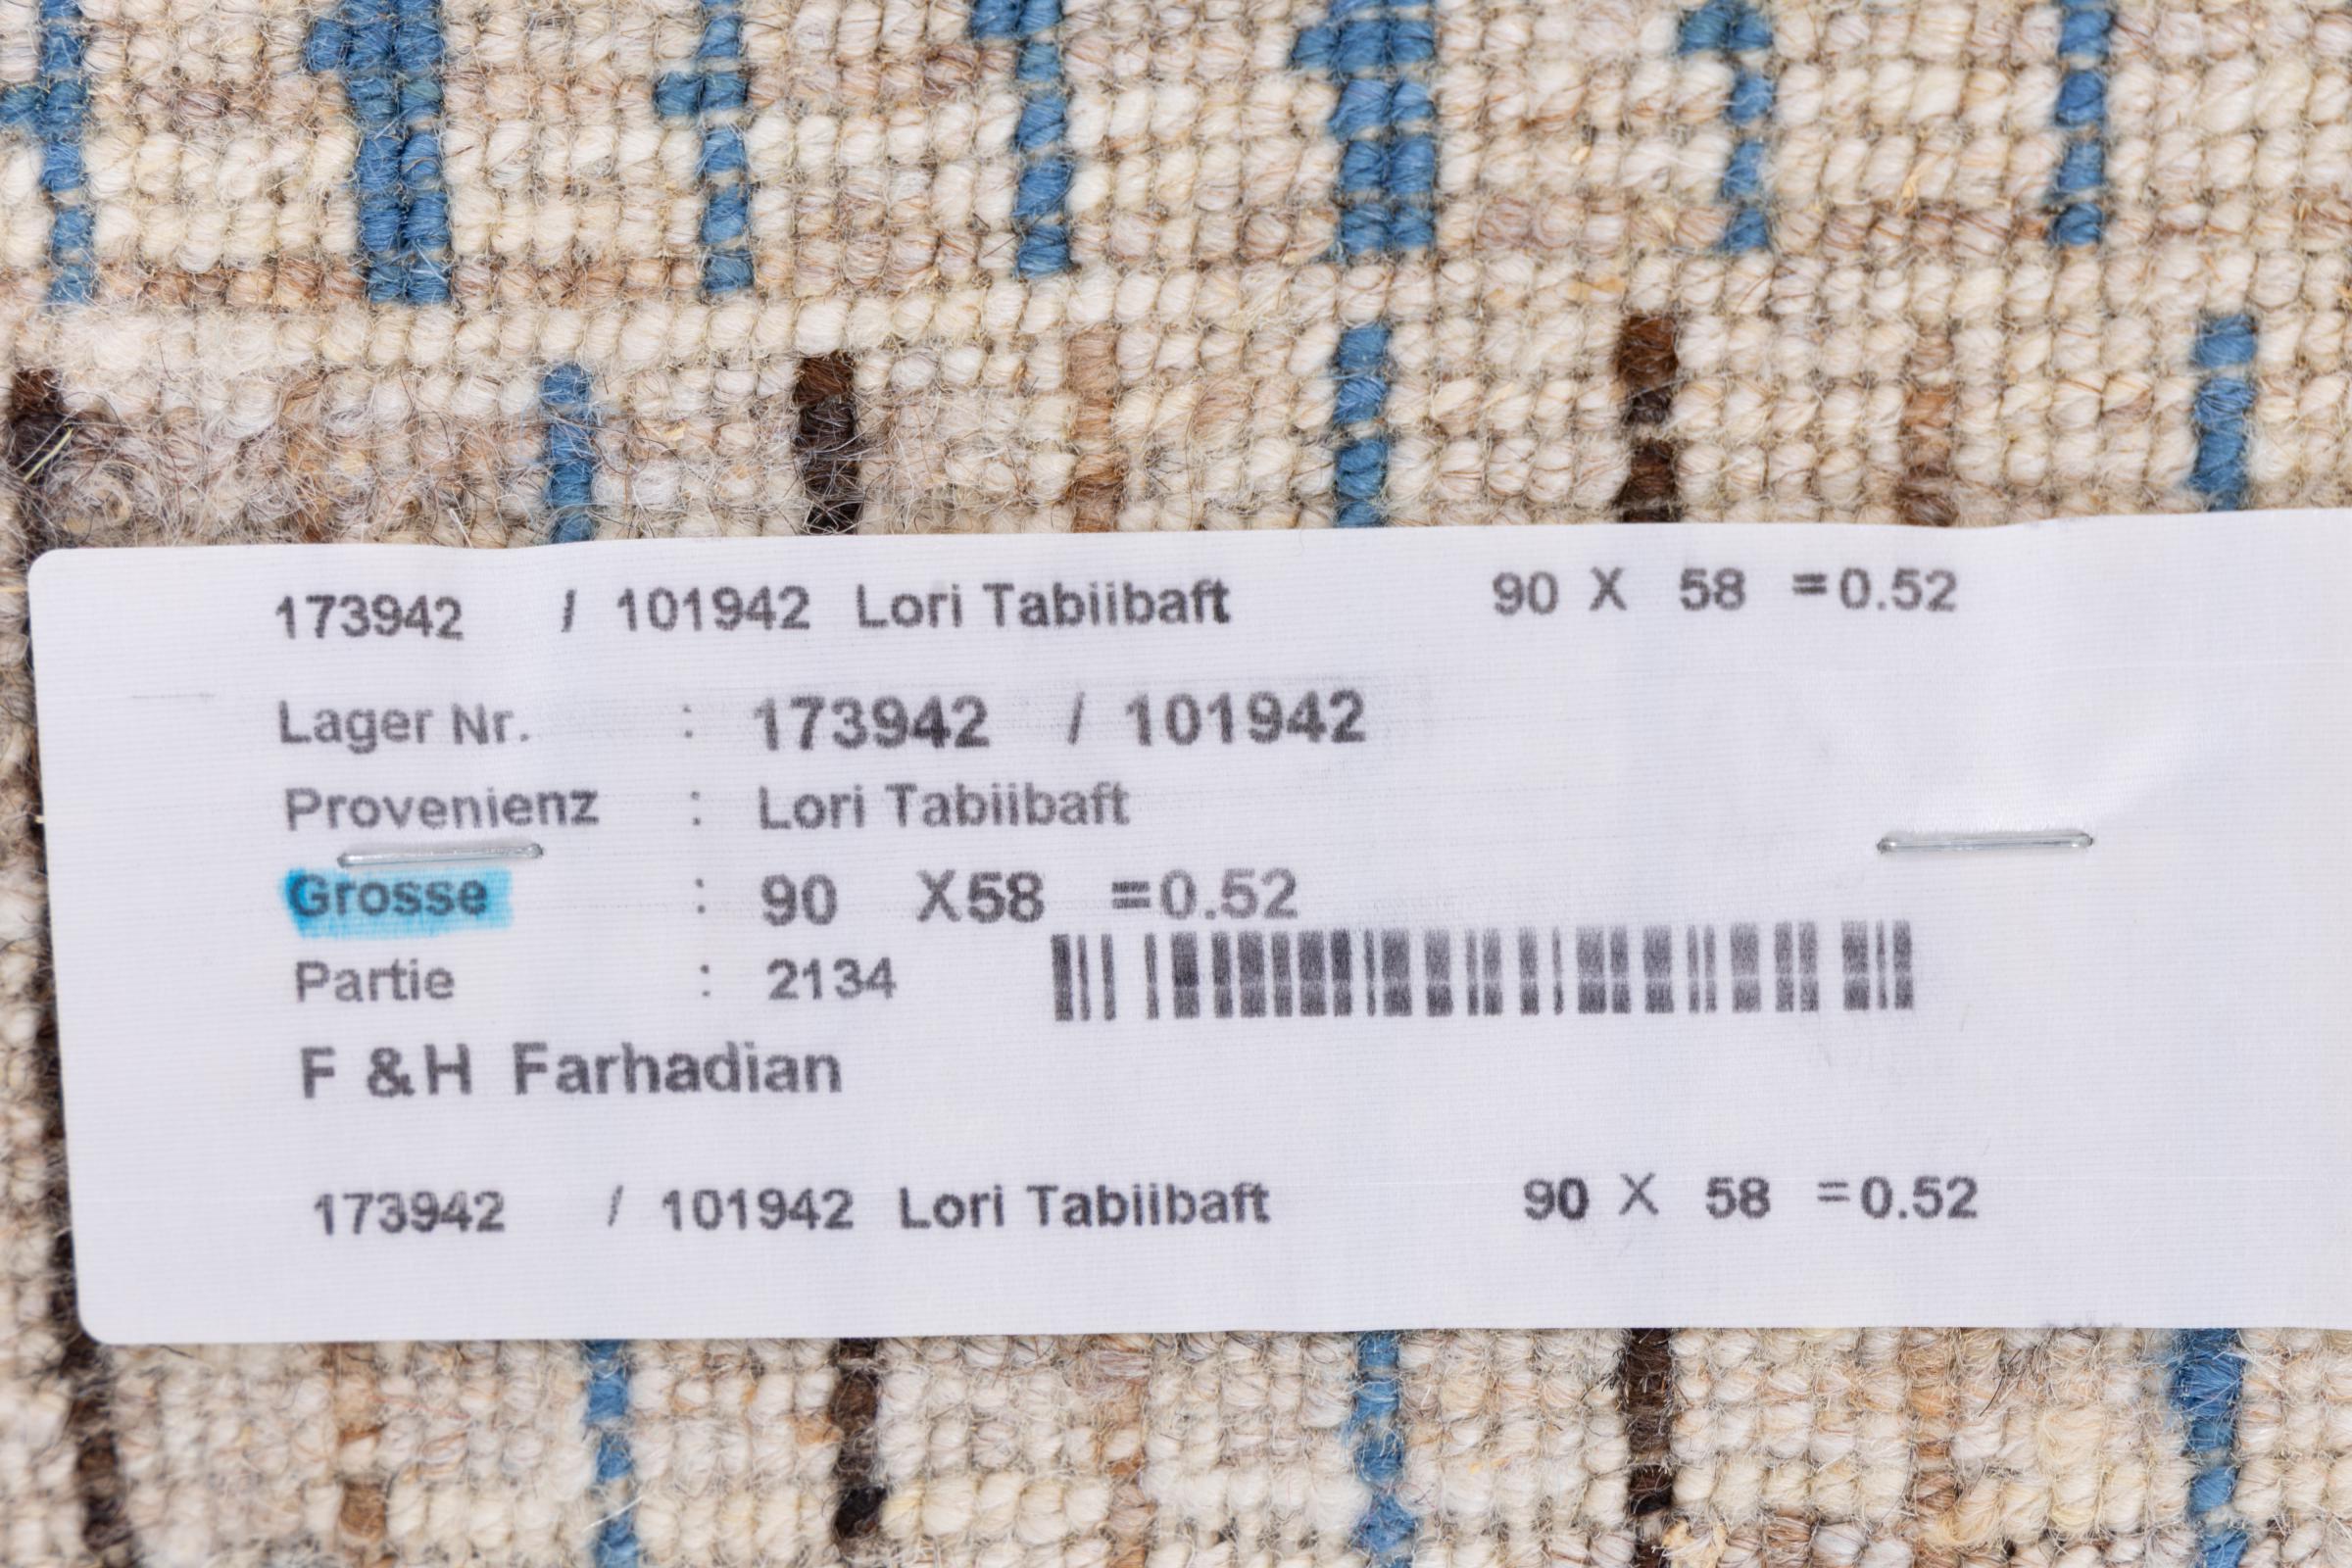 173942 / 101942 Lori Tabiibaft 90 X 58 =0.52
Lager Nr. : 173942 / 101942
Provenienz : Lori Tabiibaft
Grosse : 90 X58 =0.52
Partie : 2134
F &H Farhadian
173942 / 101942 Lori Tabiibaft 90 X 58 =0.52